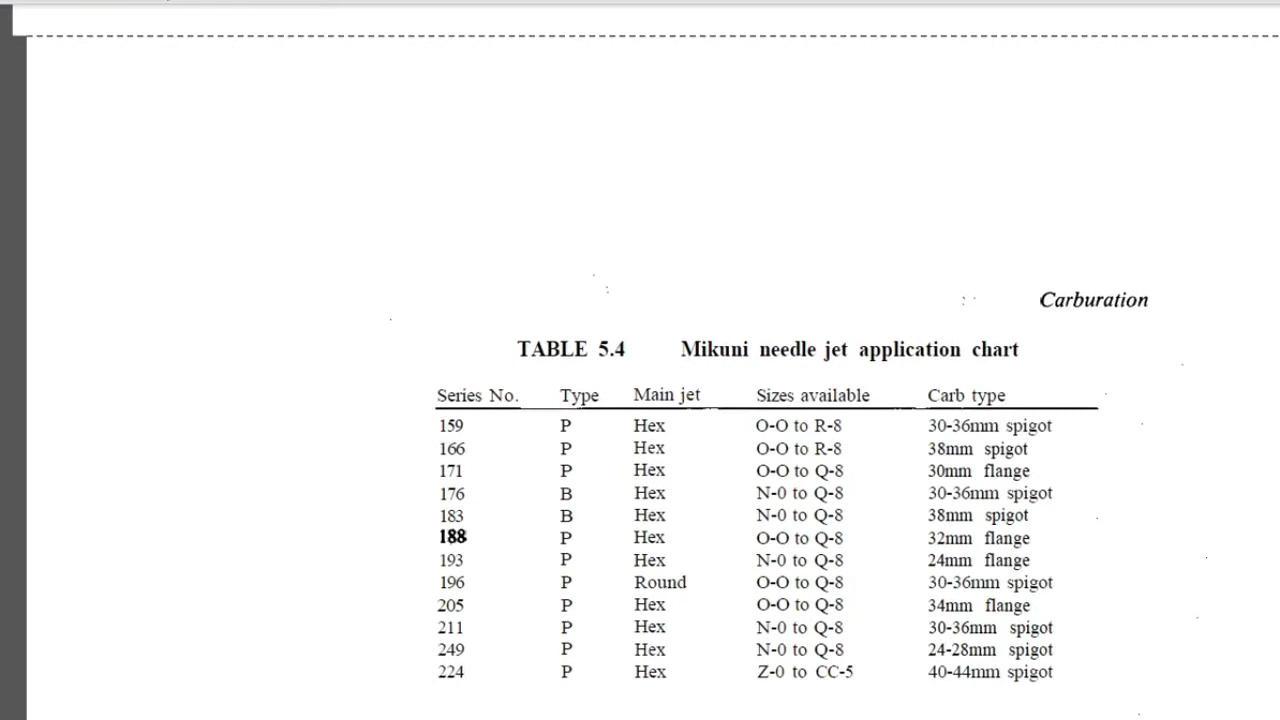 Carburation
TABLE 5.4 Mikuni needle jet application chart
Series No. Type Main jet Sizes available Carb type
159 P Hex O-O to R-8 30-36mm spigot
166 P Hex O-O to R-8 38mm spigot
171 P Hex O-O to Q-8 30mm flange
176 B Hex N-0 to Q-8 30-36mm spigot
183 B Hex N-0 to Q-8 38mm spigot
188 P Hex O-O to Q-8 32mm flange
193 P Hex N-0 to Q-8 24mm flange
196 P Round O-O to Q-8 30-36mm spigot
205 P Hex O-O to Q-8 34mm flange
211 P Hex N-0 to Q-8 30-36mm spigot
249 P Hex N-0 to Q-8 24-28mm spigot
224 P Hex Z-0 to CC-5 40-44mm spigot